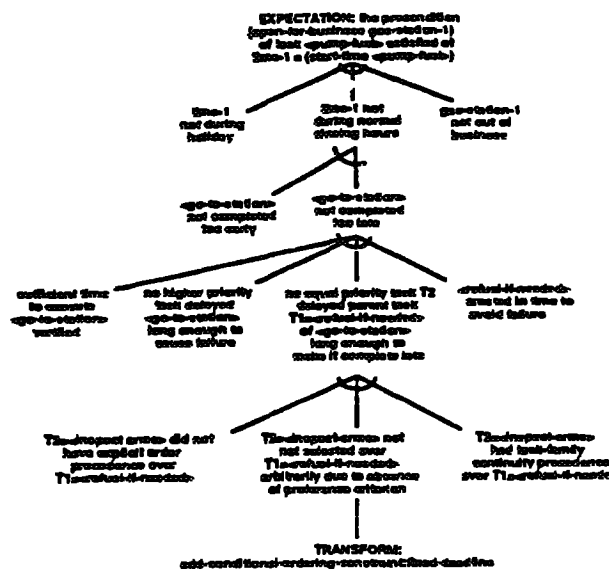 EXPECTATION: the precondition
(open-for-business gas-station-1)
of task <pump-fuel> satisfied at
time-1 = (start-time <pump-fuel>)
time-1
not during
holiday
time-1 not
during normal
closing hours
gas-station-1
not out of
business
<go-to-station>
not completed
too early
<go-to-station>
not completed
too late
sufficient time
to execute
<go-to-station>
verified
no higher priority
task delayed
<go-to-station>
long enough to
cause failure
no equal priority task T2
delayed parent task
T1=<refuel-if-needed>
of <go-to-station>
long enough to
make it complete late
<refuel-if-needed>
created in time to
avoid failure
T2=<inspect-area> did not
have explicit order
precedence over
T1=<refuel-if-needed>
T2=<inspect-area> not
not selected over
T1=<refuel-if-needed>
arbitrarily due to absence
of preference criterion
T2=<inspect-area>
had task-family
continuity precedence
over T1=<refuel-if-needed>
TRANSFORM:
add-conditional-ordering-constraint:fixed-deadline